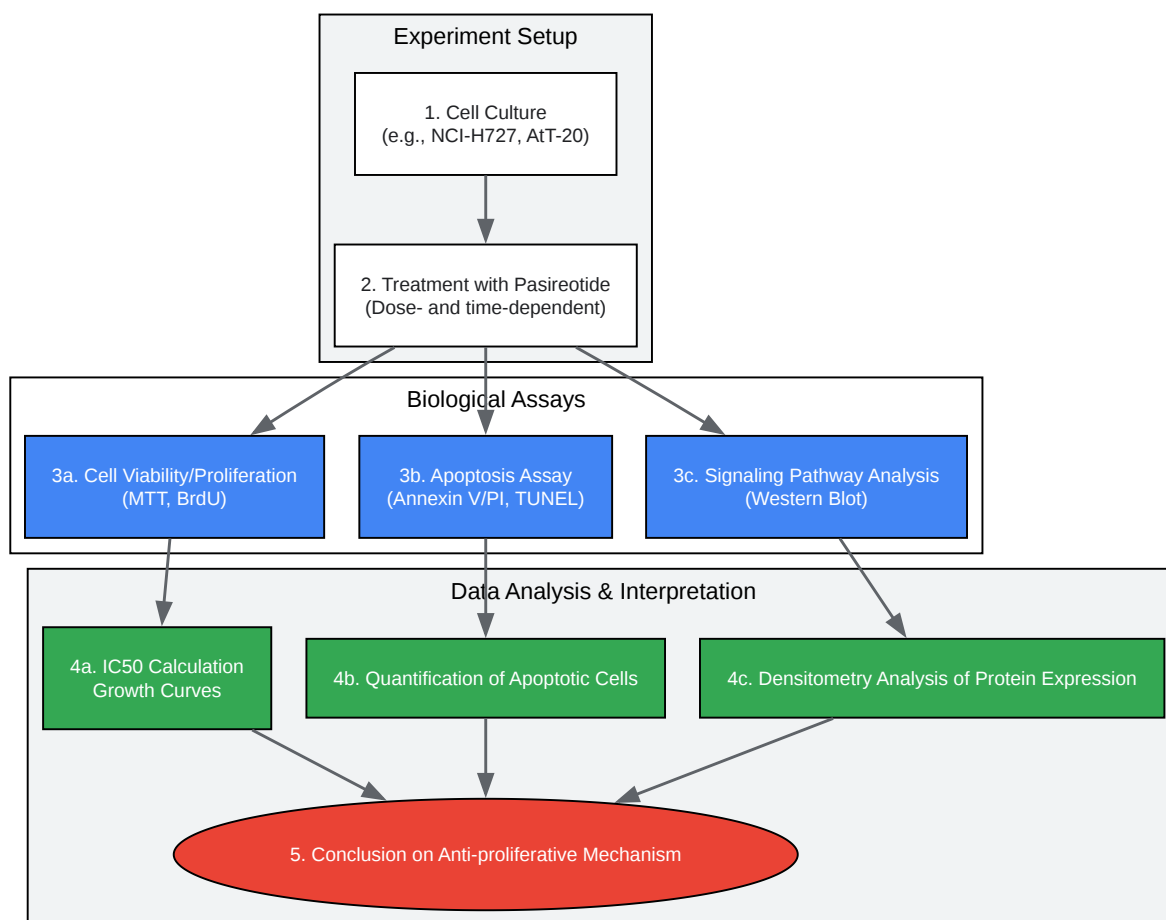 Experiment Setup
1. Cell Culture
(e.g., NCI-H727, AtT-20)
2. Treatment with Pasireotide
(Dose- and time-dependent)
Biological Assays
3a. Cell Viability/Proliferation
(MTT, BrdU)
3b. Apoptosis Assay
(Annexin V/PI, TUNEL)
3c. Signaling Pathway Analysis
(Western Blot)
Data Analysis & Interpretation
4a. IC50 Calculation
Growth Curves
4b. Quantification of Apoptotic Cells
4c. Densitometry Analysis of Protein Expression
5. Conclusion on Anti-proliferative Mechanism